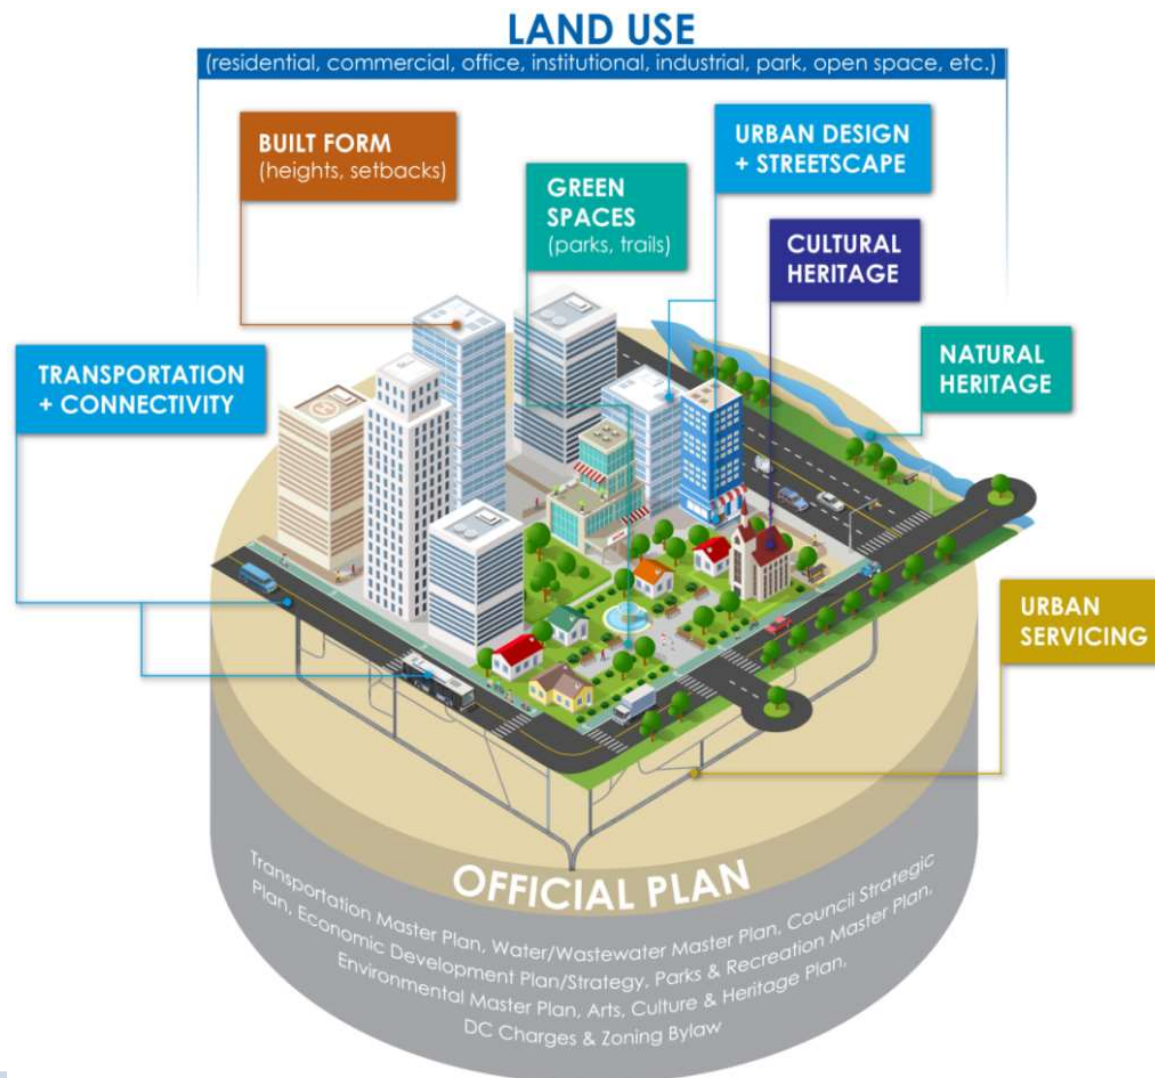 LAND USE
(residential, commercial, office, institutional, industrial, park, open space, etc.)
BUILT FORM
(heights, setbacks)
URBAN DESIGN
+ STREETSCAPE
GREEN
SPACES
(parks, trails)
CULTURAL
HERITAGE
NATURAL
HERITAGE
TRANSPORTATION
+ CONNECTIVITY
URBAN
SERVICING
OFFICIAL PLAN
Transportation Master Plan, Water/Wastewater Master Plan, Council Strategic
Plan, Economic Development Plan/Strategy, Parks & Recreation Master Plan,
Environmental Master Plan, Arts, Culture & Heritage Plan,
DC Charges & Zoning Bylaw